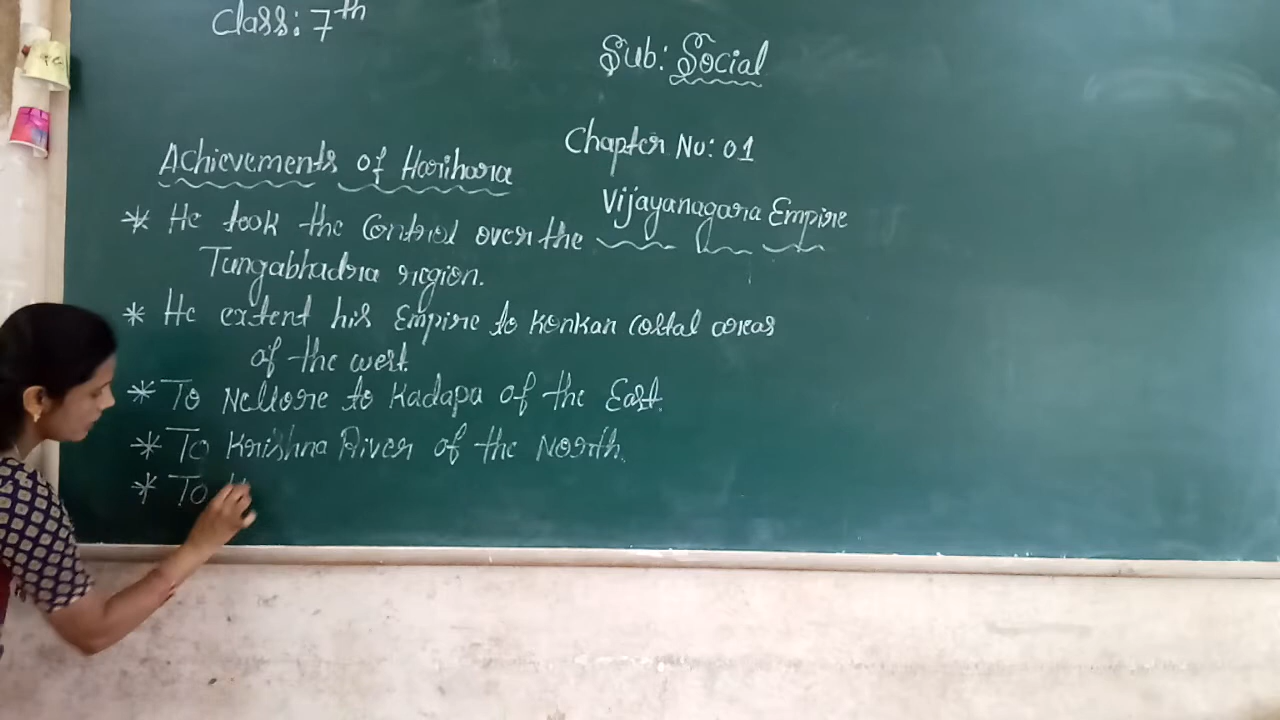 Class: 7th
Sub: Social
Chapter No: 01
Vijayanagara Empire
Achievements of Harihara
* He took the Control over the
Tungabhadra region.
* He extent his Empire to Konkan Costal areas
of the west.
* To Nellore to Kadapa of the East.
* To Krishna River of the North.
* To